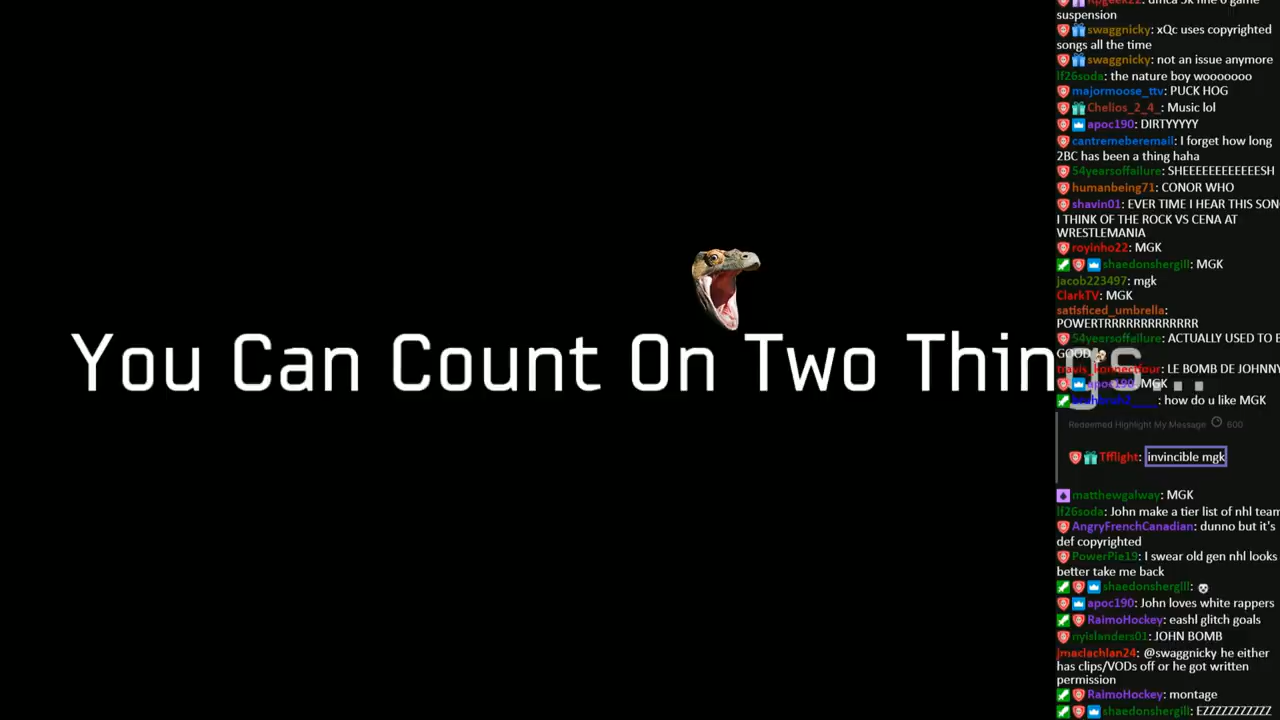 You Can Count On Two Things...
suspension
swaggnicky: xQc uses copyrighted
songs all the time
swaggnicky: not an issue anymore
lf26soda: the nature boy wooooooo
majormoose_ttv: PUCK HOG
Chelios_2_4_: Music lol
apoc190: DIRTYYYYY
cantremeberemail: I forget how long
2BC has been a thing haha
54yearsoffailure: SHEEEEEEEEEEESH
humanbeing71: CONOR WHO
shavin01: EVER TIME I HEAR THIS SON
I THINK OF THE ROCK VS CENA AT
WRESTLEMANIA
royinho22: MGK
shaedonshergill: MGK
jacob223497: mgk
ClarkTV: MGK
satisficed_umbrella:
POWERTRRRRRRRRRRRR
54yearsoffailure: ACTUALLY USED TO B
GOOD
LE BOMB DE JOHNNY
apoc190: MGK
: how do u like MGK
Redeemed Highlight My Message 600
Tfflight: invincible mgk
matthewgalway: MGK
lf26soda: John make a tier list of nhl team
AngryFrenchCanadian: dunno but it's
def copyrighted
PowerPie19: I swear old gen nhl looks
better take me back
shaedonshergill:
apoc190: John loves white rappers
RaimoHockey: eashl glitch goals
nyislanders01: JOHN BOMB
jmaclachlan24: @swaggnicky he either
has clips/VODs off or he got written
permission
RaimoHockey: montage
shaedonshergill: EZZZZZZZZZZZ